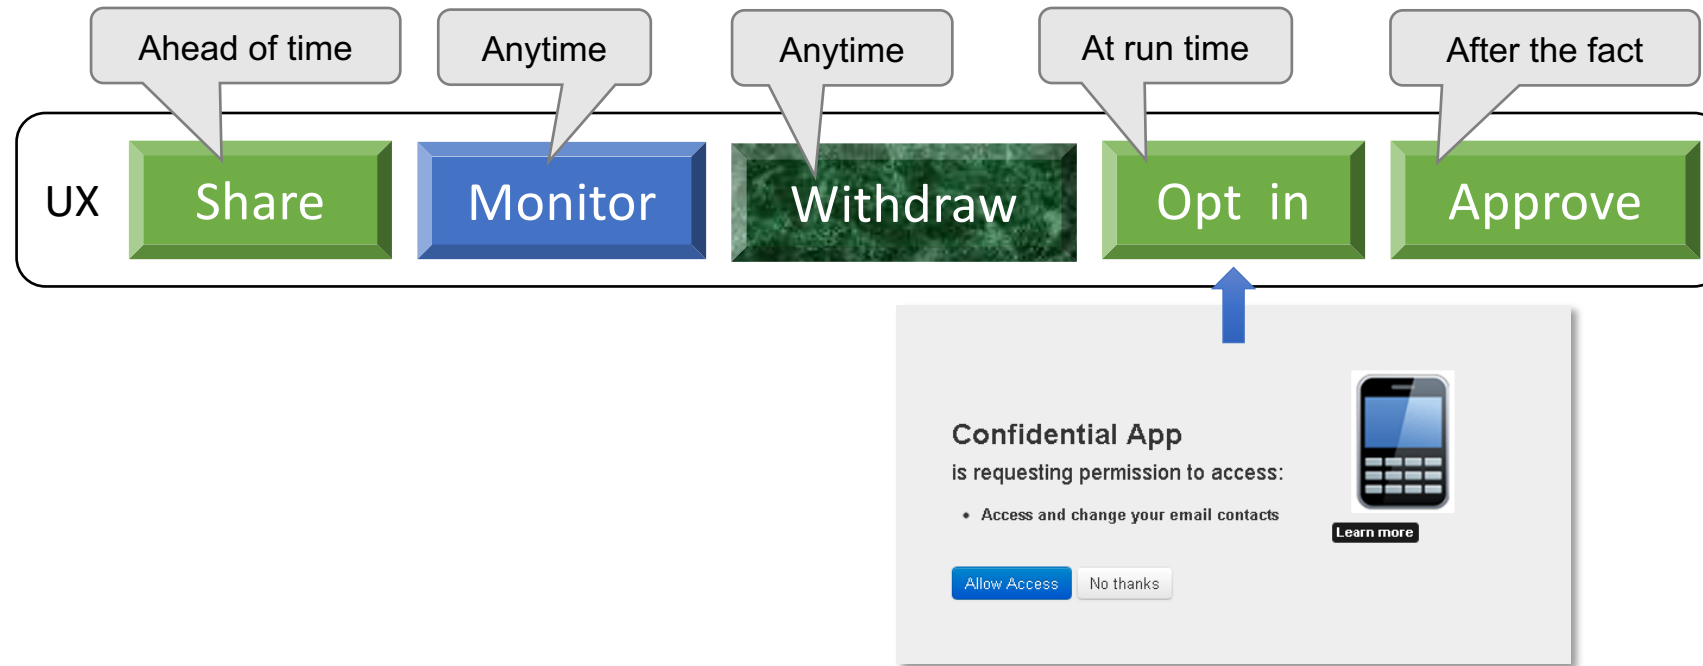 Ahead of time
Anytime
Anytime
At run time
After the fact
UX
Share
Monitor
Withdraw
Opt in
Approve
Confidential App
is requesting permission to access:
• Access and change your email contacts
Learn more
Allow Access
No thanks